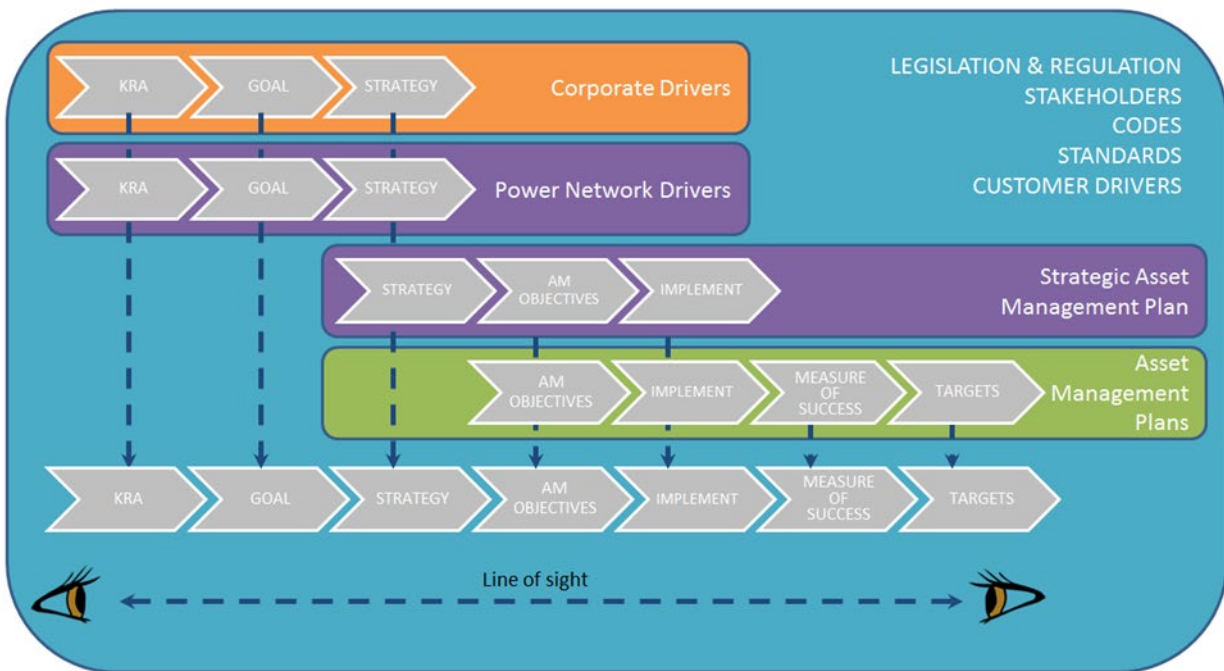 KRA
GOAL
STRATEGY
Corporate Drivers
LEGISLATION & REGULATION
STAKEHOLDERS
CODES
STANDARDS
CUSTOMER DRIVERS
KRA
GOAL
STRATEGY
Power Network Drivers
STRATEGY
AM
OBJECTIVES
IMPLEMENT
Strategic Asset
Management Plan
AM
OBJECTIVES
IMPLEMENT
MEASURE
OF
SUCCESS
TARGETS
Asset
Management
Plans
KRA
GOAL
STRATEGY
AM
OBJECTIVES
IMPLEMENT
MEASURE
OF
SUCCESS
TARGETS
Line of sight